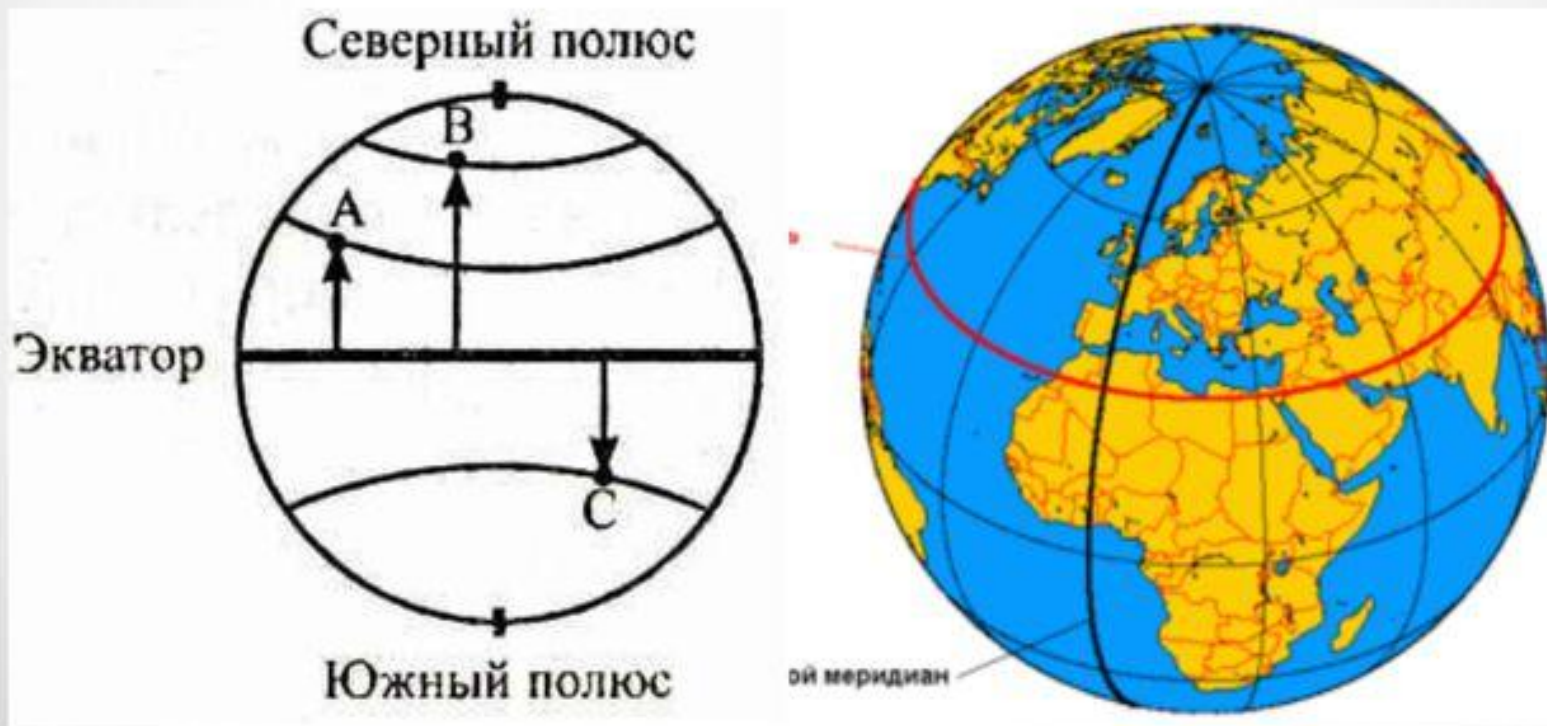 Северный полюс
B
A
Экватор
C
Южный полюс
ь
ой меридиан